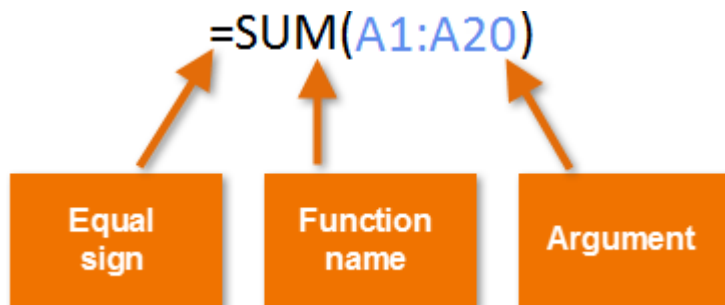 =SUM(A1:A20)
Equal
sign
Function
name
Argument